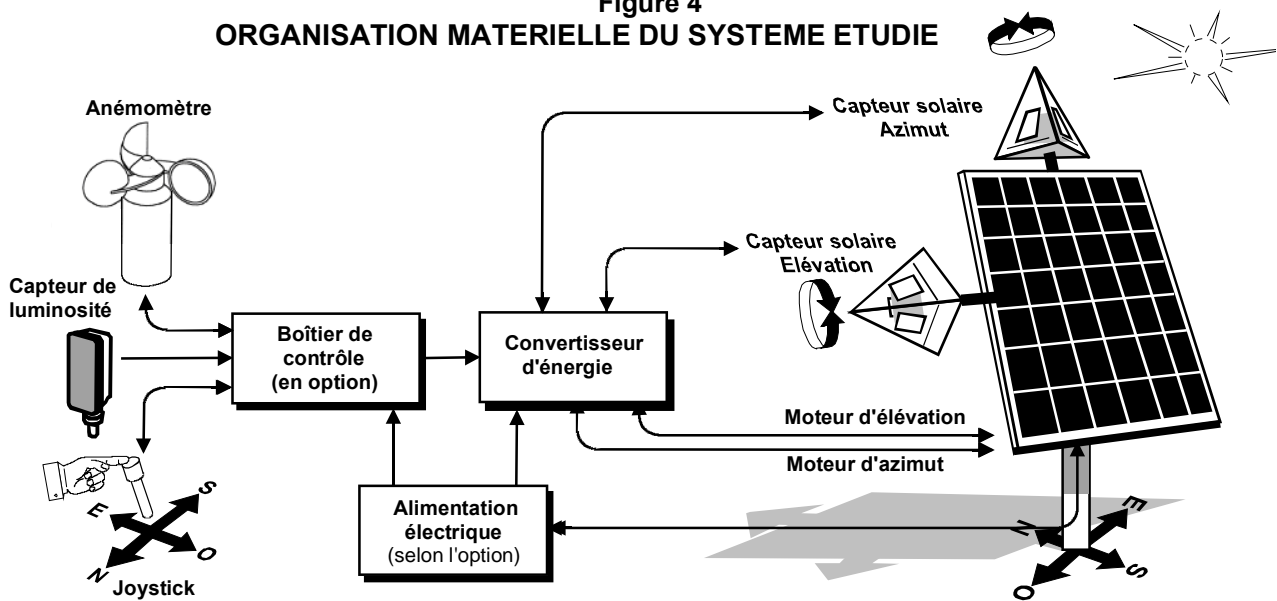 Figure 4
ORGANISATION MATERIELLE DU SYSTEME ETUDIE
Anémomètre
Capteur solaire
Azimut
Capteur solaire
Elévation
Capteur de
luminosité
Boîtier de
contrôle
(en option)
Convertisseur
d'énergie
Moteur d'élévation
Moteur d'azimut
Alimentation
électrique
(selon l'option)
S
E
O
N
Joystick
E
N
S
O